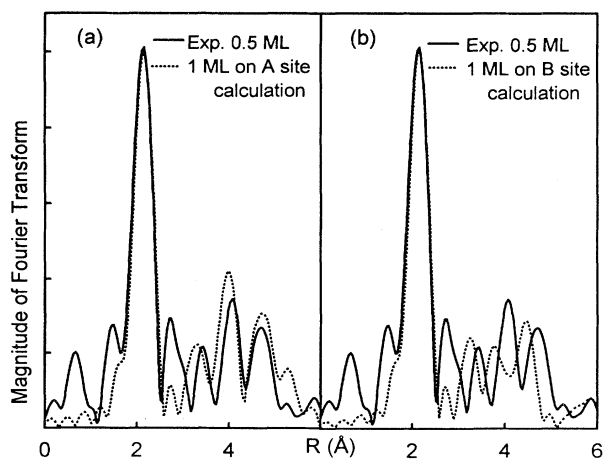 (a)
Exp. 0.5 ML
1 ML on A site
calculation
(b)
Exp. 0.5 ML
1 ML on B site
calculation
Magnitude of Fourier Transform
0
2
4
R (Å)
0
2
4
6